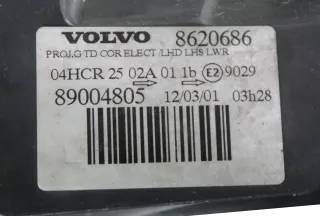 VOLVO 8620686
PROJ.G TD COR ELECT / LHD LHS LWR
04HCR 25 02A 01 1b E2 9029
89004805 12/03/01 03h28